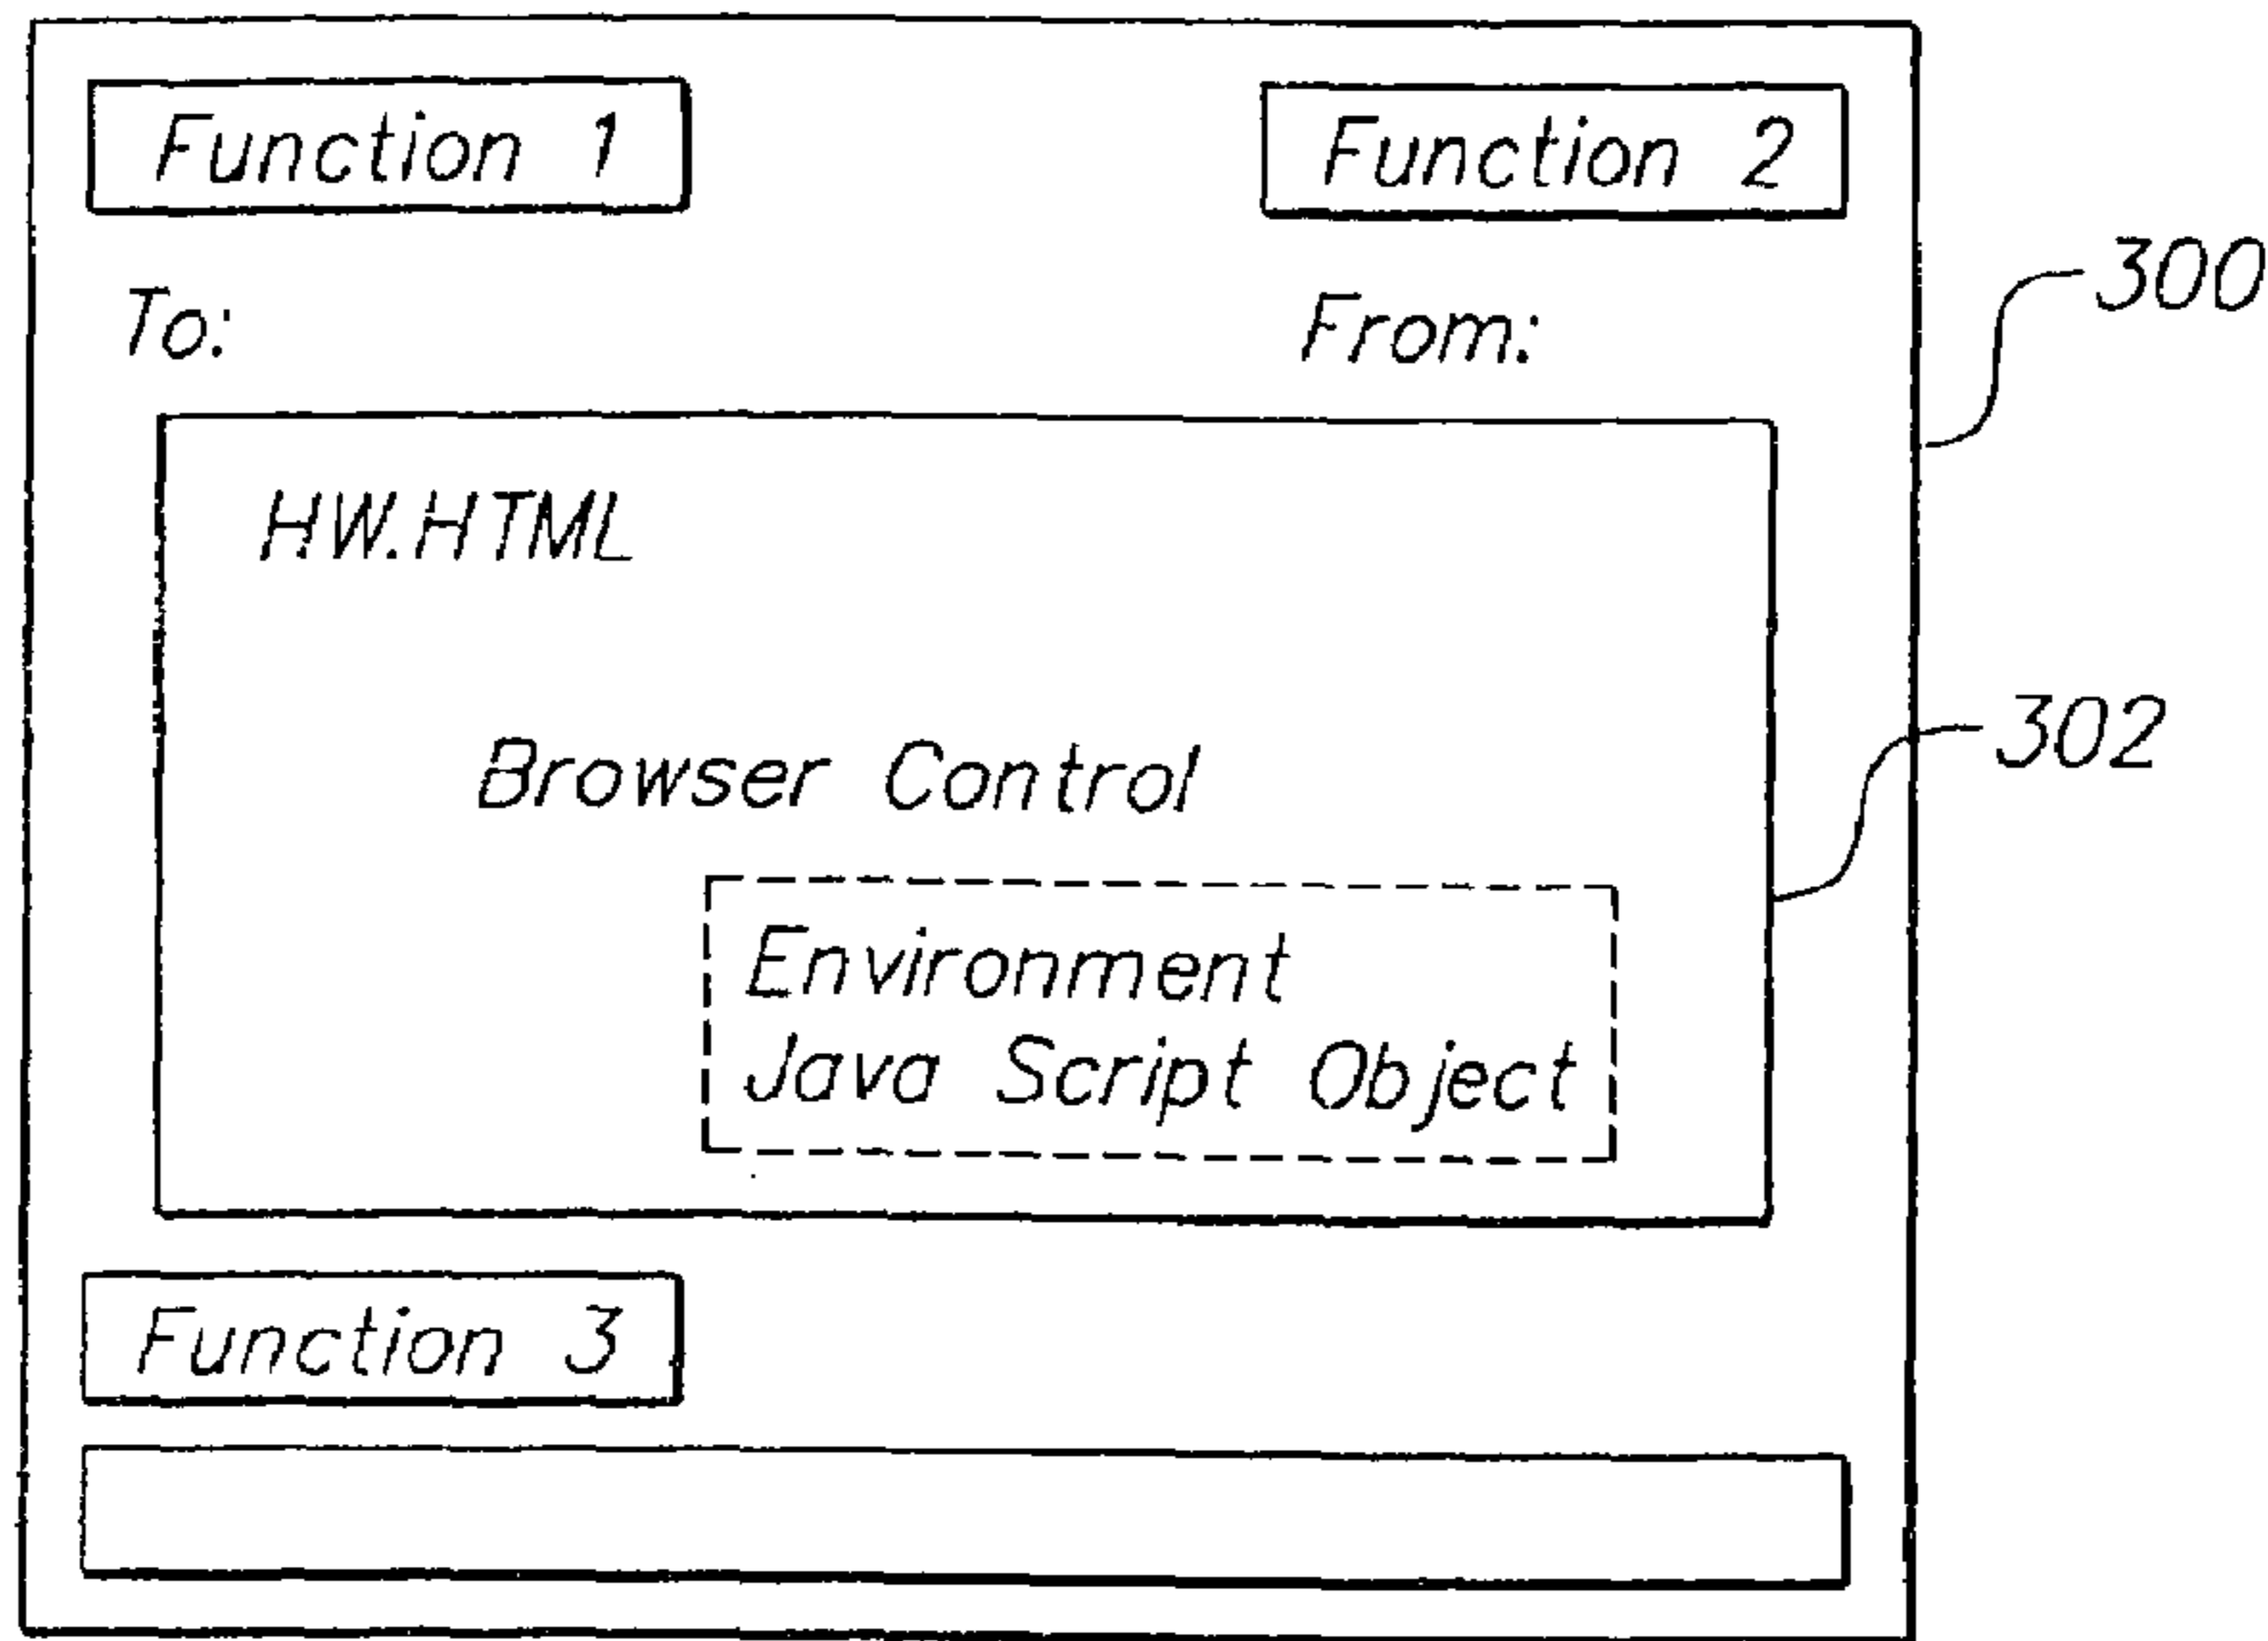 Function 1
Function 2
To:
From:
300
HW.HTML
Browser Control
302
Environment
Java Script Object
Function 3